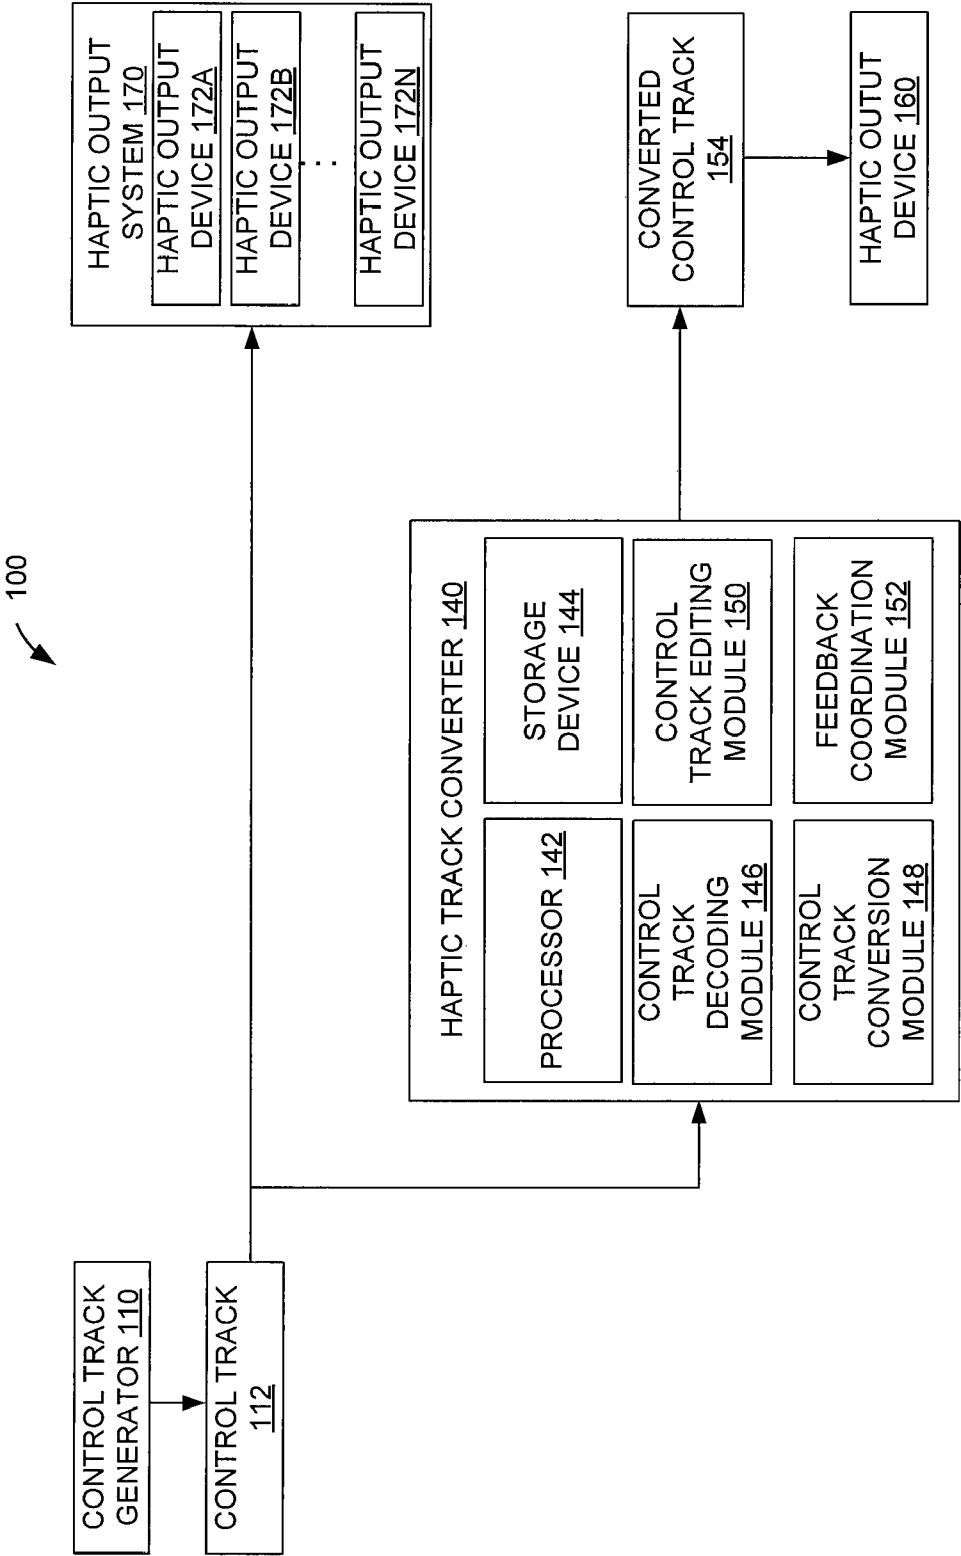 100
CONTROL TRACK
GENERATOR 110
CONTROL TRACK
112
HAPTIC OUTPUT
SYSTEM 170
HAPTIC OUTPUT
DEVICE 172A
HAPTIC OUTPUT
DEVICE 172B
...
HAPTIC OUTPUT
DEVICE 172N
HAPTIC TRACK CONVERTER 140
PROCESSOR 142
STORAGE
DEVICE 144
CONTROL
TRACK
DECODING
MODULE 146
CONTROL
TRACK EDITING
MODULE 150
CONTROL
TRACK
CONVERSION
MODULE 148
FEEDBACK
COORDINATION
MODULE 152
CONVERTED
CONTROL TRACK
154
HAPTIC OUTUT
DEVICE 160